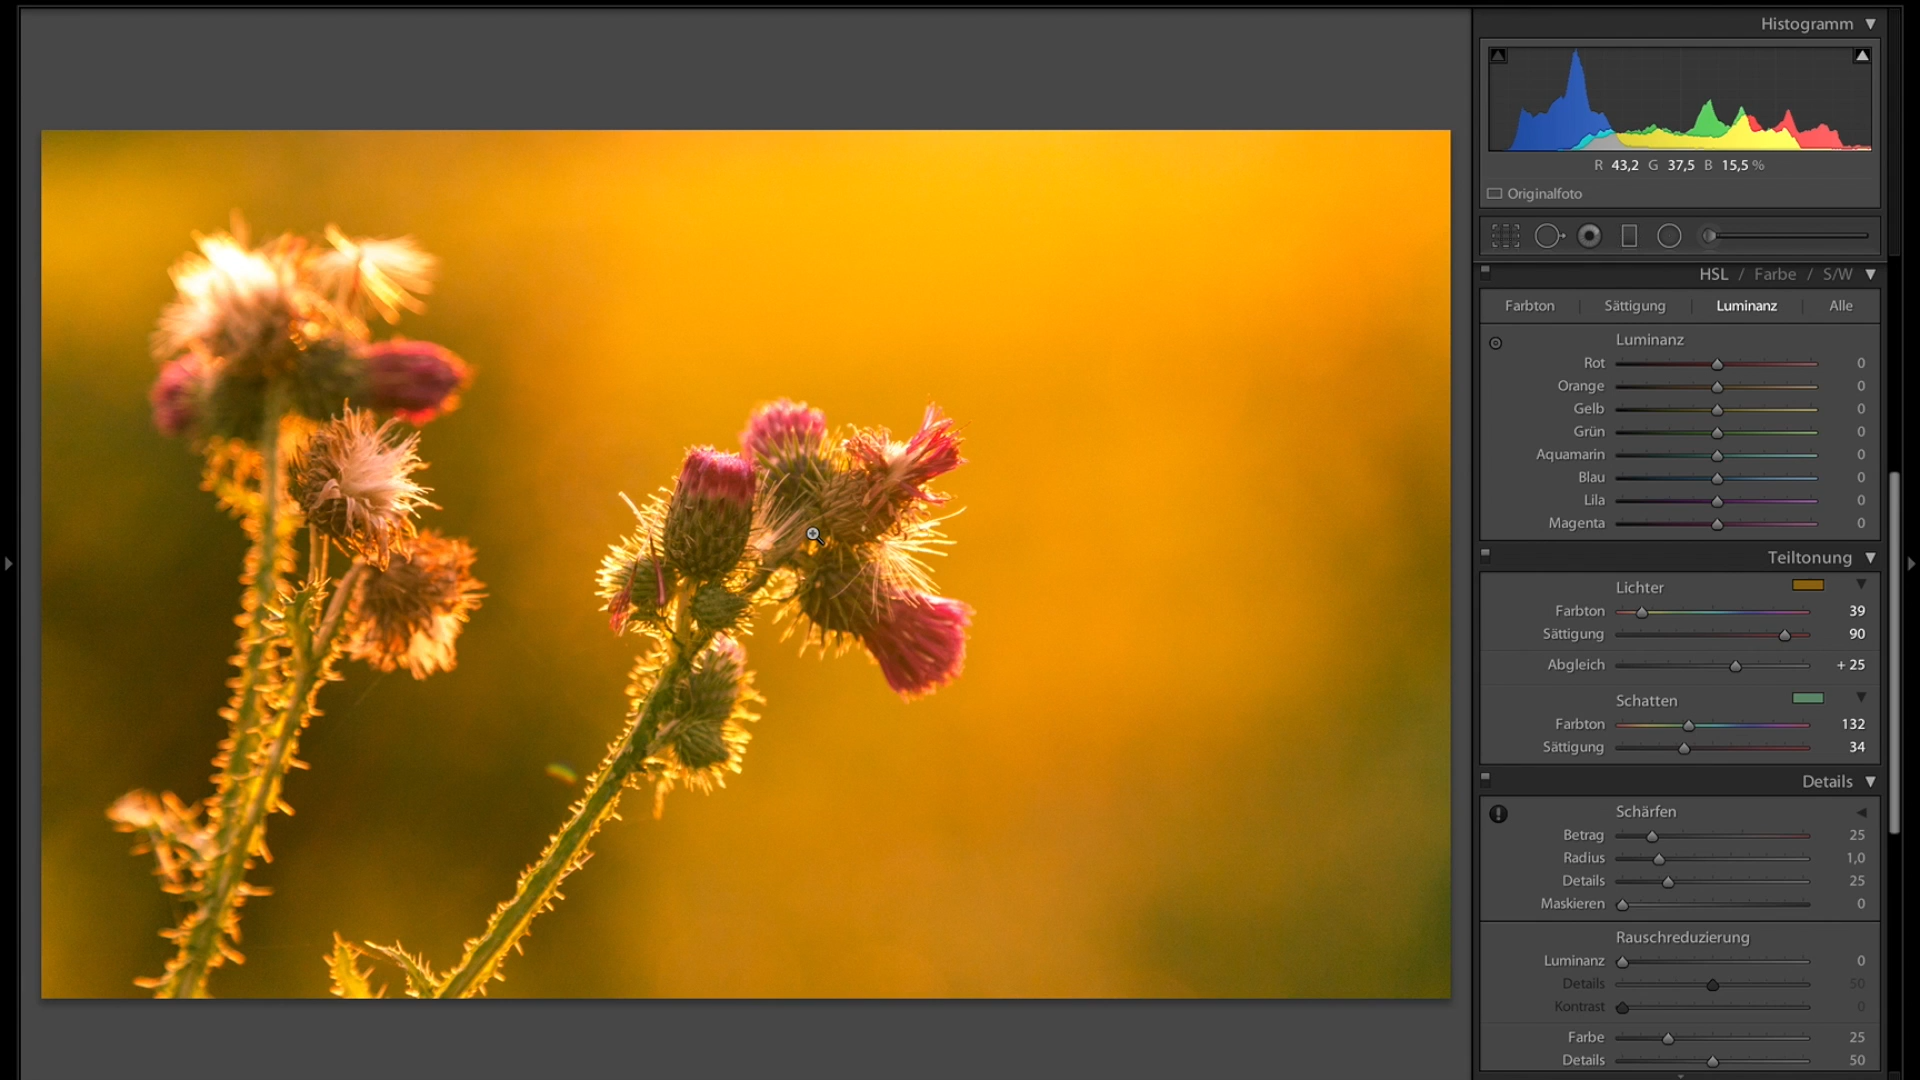 Histogramm
R 43,2 G 37,5 B 15,5 %
Originalfoto
HSL / Farbe / S/W
Farbton | Sättigung | Luminanz | Alle
Luminanz
Rot 0
Orange 0
Gelb 0
Grün 0
Aquamarin 0
Blau 0
Lila 0
Magenta 0
Teiltonung
Lichter
Farbton 39
Sättigung 90
Abgleich + 25
Schatten
Farbton 132
Sättigung 34
Details
Schärfen
Betrag 25
Radius 1,0
Details 25
Maskieren 0
Rauschreduzierung
Luminanz 0
Details 50
Kontrast 0
Farbe 25
Details 50